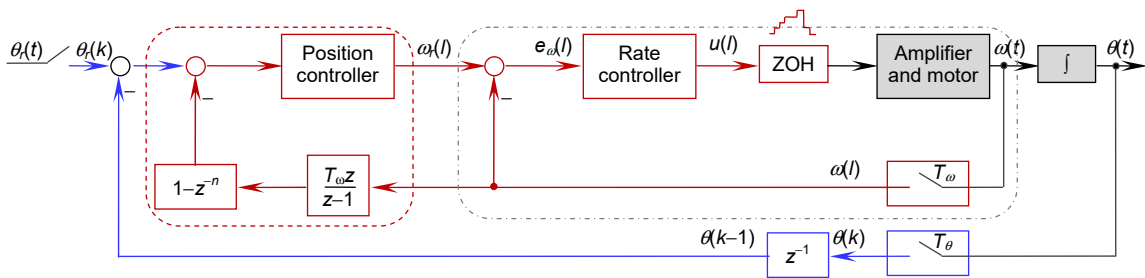 θr(t)
θr(k)
Position
controller
ωr(l)
eω(l)
Rate
controller
u(l)
ZOH
Amplifier
and motor
ω(t)
∫
θ(t)
–
–
–
1–z⁻ⁿ
Tωz
z–1
ω(l)
Tω
θ(k–1)
z⁻¹
θ(k)
Tθ